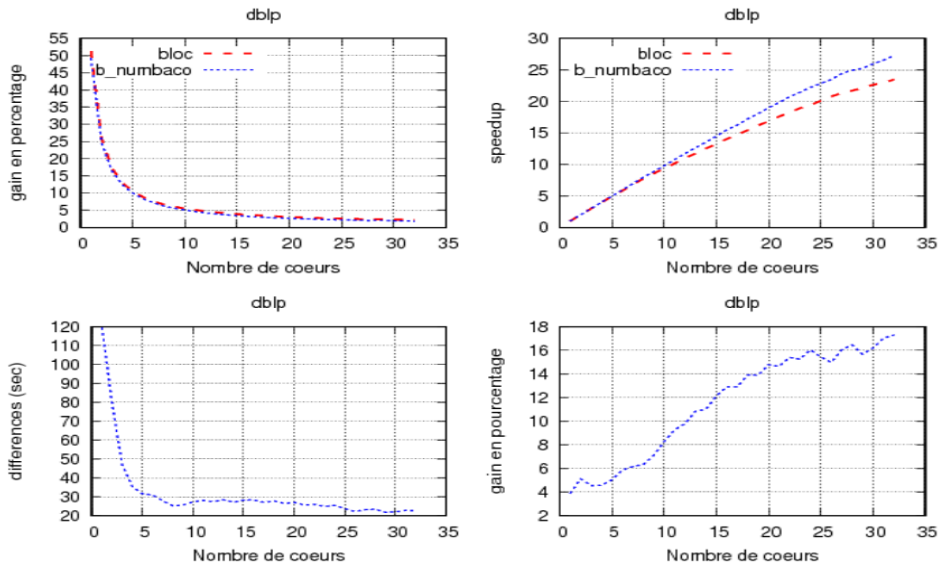 dblp
gain en percentage
55
50
45
40
35
30
25
20
15
10
5
0
bloc
b_numbaco
0 5 10 15 20 25 30 35
Nombre de coeurs
dblp
speedup
30
25
20
15
10
5
0
bloc
b_numbaco
0 5 10 15 20 25 30 35
Nombre de coeurs
dblp
differences (sec)
120
110
100
90
80
70
60
50
40
30
20
0 5 10 15 20 25 30 35
Nombre de coeurs
dblp
gain en pourcentage
18
16
14
12
10
8
6
4
2
0 5 10 15 20 25 30 35
Nombre de coeurs